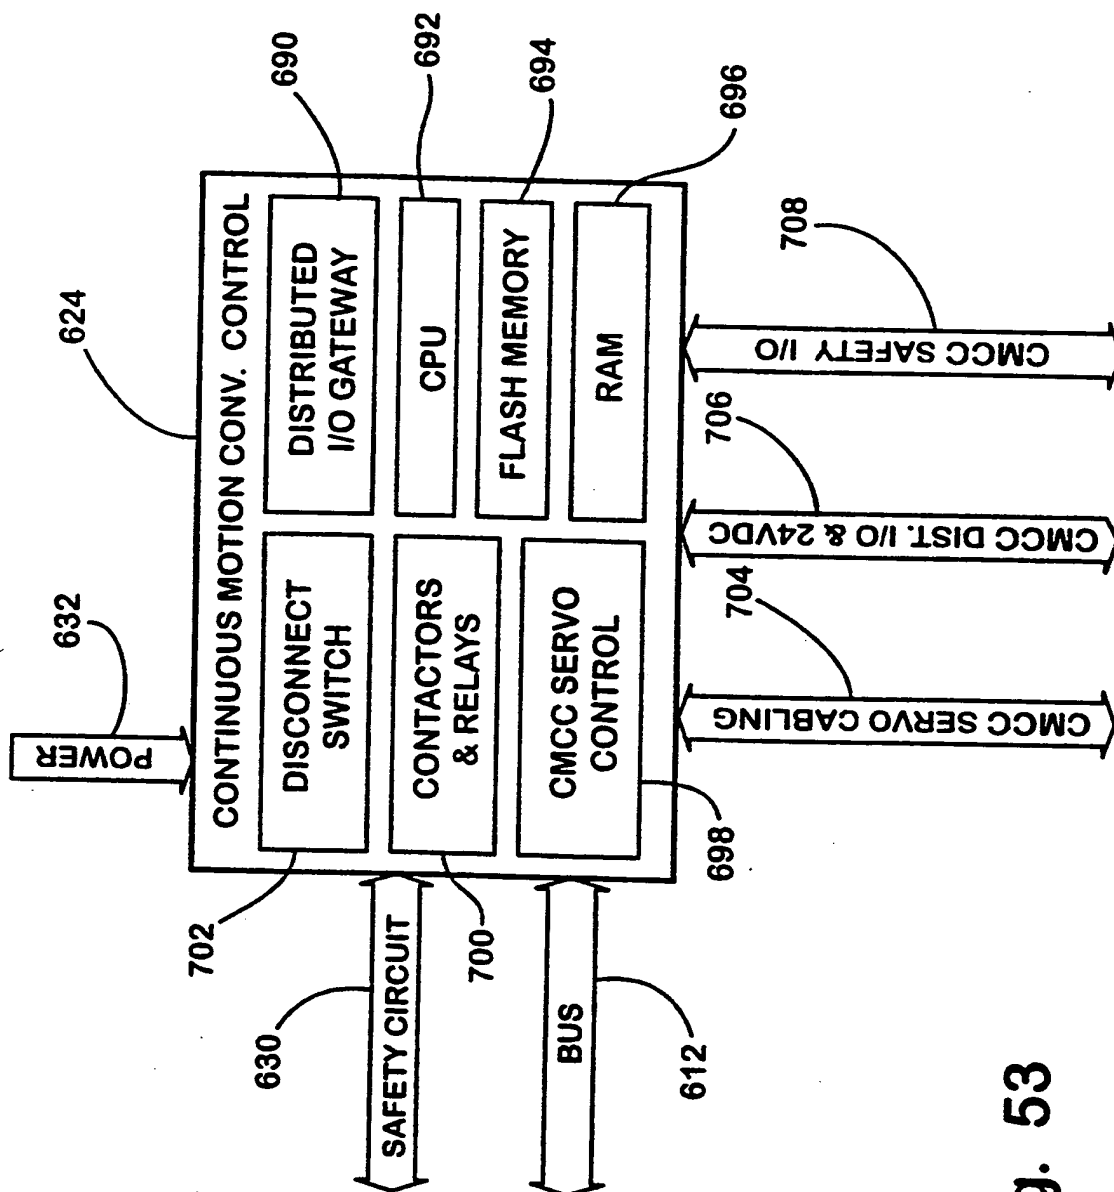 624
CONTINUOUS MOTION CONV. CONTROL
632
POWER
DISCONNECT
SWITCH
702
DISTRIBUTED
I/O GATEWAY
690
CONTACTORS
& RELAYS
700
CPU
692
FLASH MEMORY
694
CMCC SERVO
CONTROL
698
RAM
696
630
SAFETY CIRCUIT
BUS
612
CMCC SERVO CABLING
704
CMCC DIST. I/O & 24VDC
706
CMCC SAFETY I/O
708
g. 53